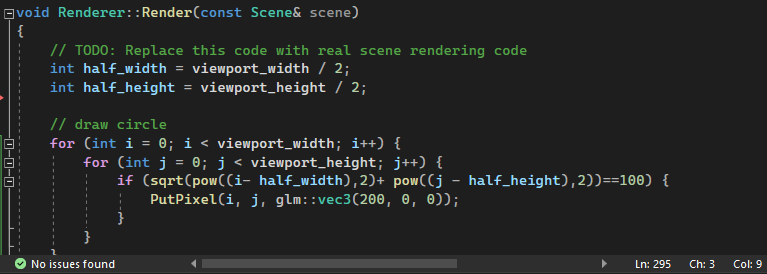 void Renderer::Render(const Scene& scene)
{
// TODO: Replace this code with real scene rendering code
int half_width = viewport_width / 2;
int half_height = viewport_height / 2;
// draw circle
for (int i = 0; i < viewport_width; i++) {
for (int j = 0; j < viewport_height; j++) {
if (sqrt(pow((i- half_width),2)+ pow((j - half_height),2))==100) {
PutPixel(i, j, glm::vec3(200, 0, 0));
}
}
}
No issues found Ln: 295 Ch: 3 Col: 9